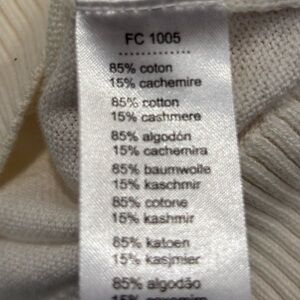 FC 1005
85% coton
15% cachemire
85% cotton
15% cashmere
85% algodón
15% cachemira
85% baumwolle
15% kaschmir
85% cotone
15% kashmir
85% katoen
15% kasjmier
85% algodão